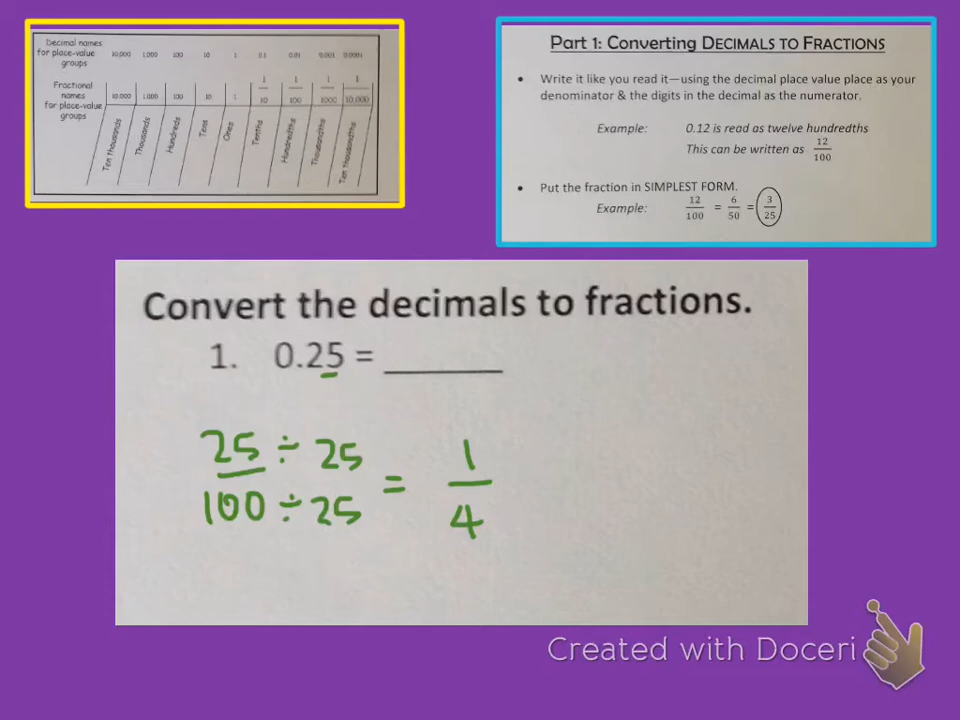 Decimal names
for place-value
groups
10,000 1,000 100 10 1 0.1 0.01 0.001 0.0001
Fractional
names
for place-value
groups
10,000 1,000 100 10 1 1/10 1/100 1/1000 1/10,000
Ten thousands Thousands Hundreds Tens Ones Tenths Hundredths Thousandths Ten thousandths
Part 1: Converting DECIMALS TO FRACTIONS
• Write it like you read it—using the decimal place value place as your
denominator & the digits in the decimal as the numerator.
Example: 0.12 is read as twelve hundredths
This can be written as 12/100
• Put the fraction in SIMPLEST FORM.
Example: 12/100 = 6/50 = 3/25
Convert the decimals to fractions.
1. 0.25 = ________
25 ÷ 25
100 ÷ 25
= 1/4
Created with Doceri